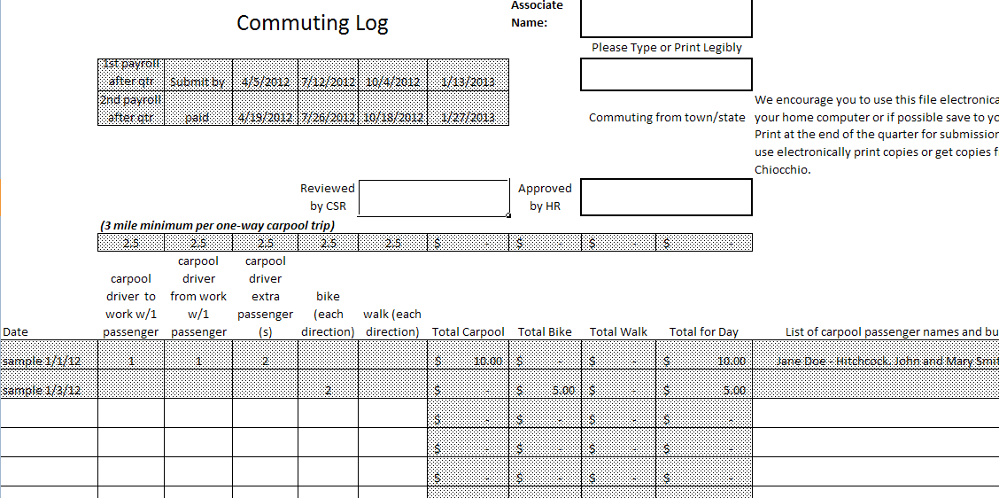 Associate
Name:
Commuting Log
Please Type or Print Legibly
1st payroll
after qtr Submit by 4/5/2012 7/12/2012 10/4/2012 1/13/2013
2nd payroll
after qtr paid 4/19/2012 7/26/2012 10/18/2012 1/27/2013
Commuting from town/state
We encourage you to use this file electronica
your home computer or if possible save to yo
Print at the end of the quarter for submission
use electronically print copies or get copies f
Chiocchio.
Reviewed
by CSR
Approved
by HR
(3 mile minimum per one-way carpool trip)
2.5 2.5 2.5 2.5 2.5 $ - $ - $ - $ -
Date
carpool
driver to
work w/1
passenger
carpool
driver
from work
w/1
passenger
carpool
driver
extra
passenger
(s)
bike
(each
direction)
walk (each
direction)
Total Carpool
Total Bike
Total Walk
Total for Day
List of carpool passenger names and bu
sample 1/1/12 1 1 2 $ 10.00 $ - $ - $ 10.00 Jane Doe - Hitchcock. John and Mary Smit
sample 1/3/12 2 $ - $ 5.00 $ - $ 5.00
$ - $ - $ - $ -
$ - $ - $ - $ -
$ - $ - $ - $ -